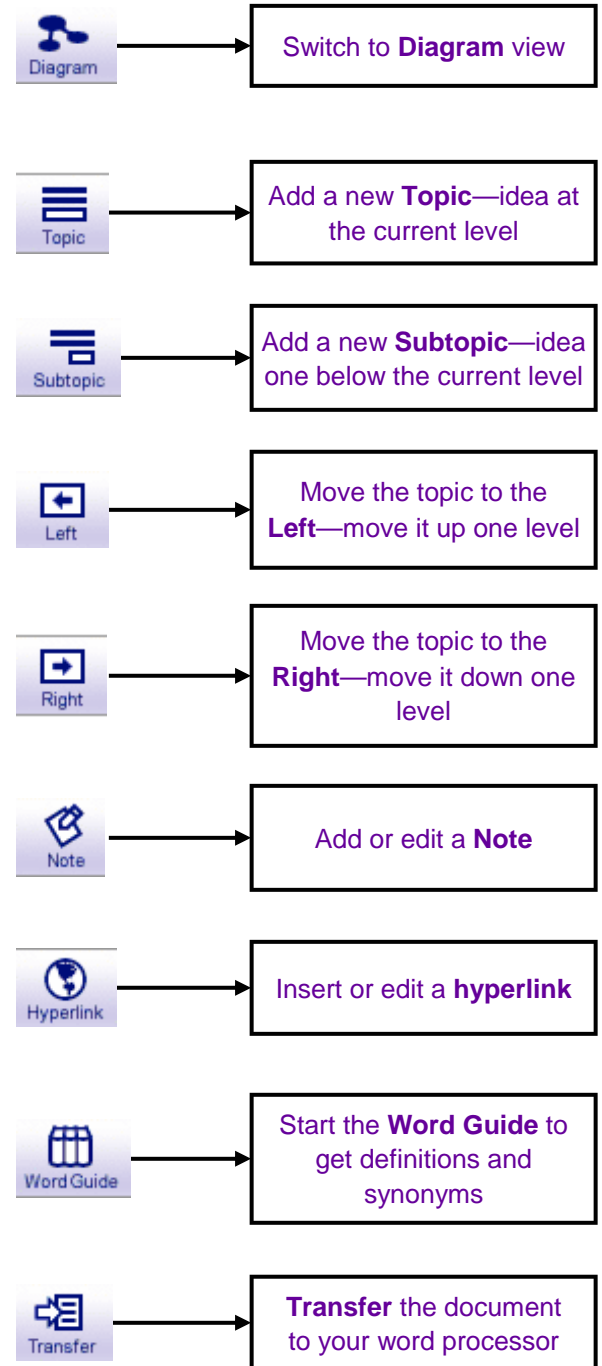 Diagram
Switch to Diagram view
Topic
Add a new Topic—idea at
the current level
Subtopic
Add a new Subtopic—idea
one below the current level
Left
Move the topic to the
Left—move it up one level
Right
Move the topic to the
Right—move it down one
level
Note
Add or edit a Note
Hyperlink
Insert or edit a hyperlink
Word Guide
Start the Word Guide to
get definitions and
synonyms
Transfer
Transfer the document
to your word processor